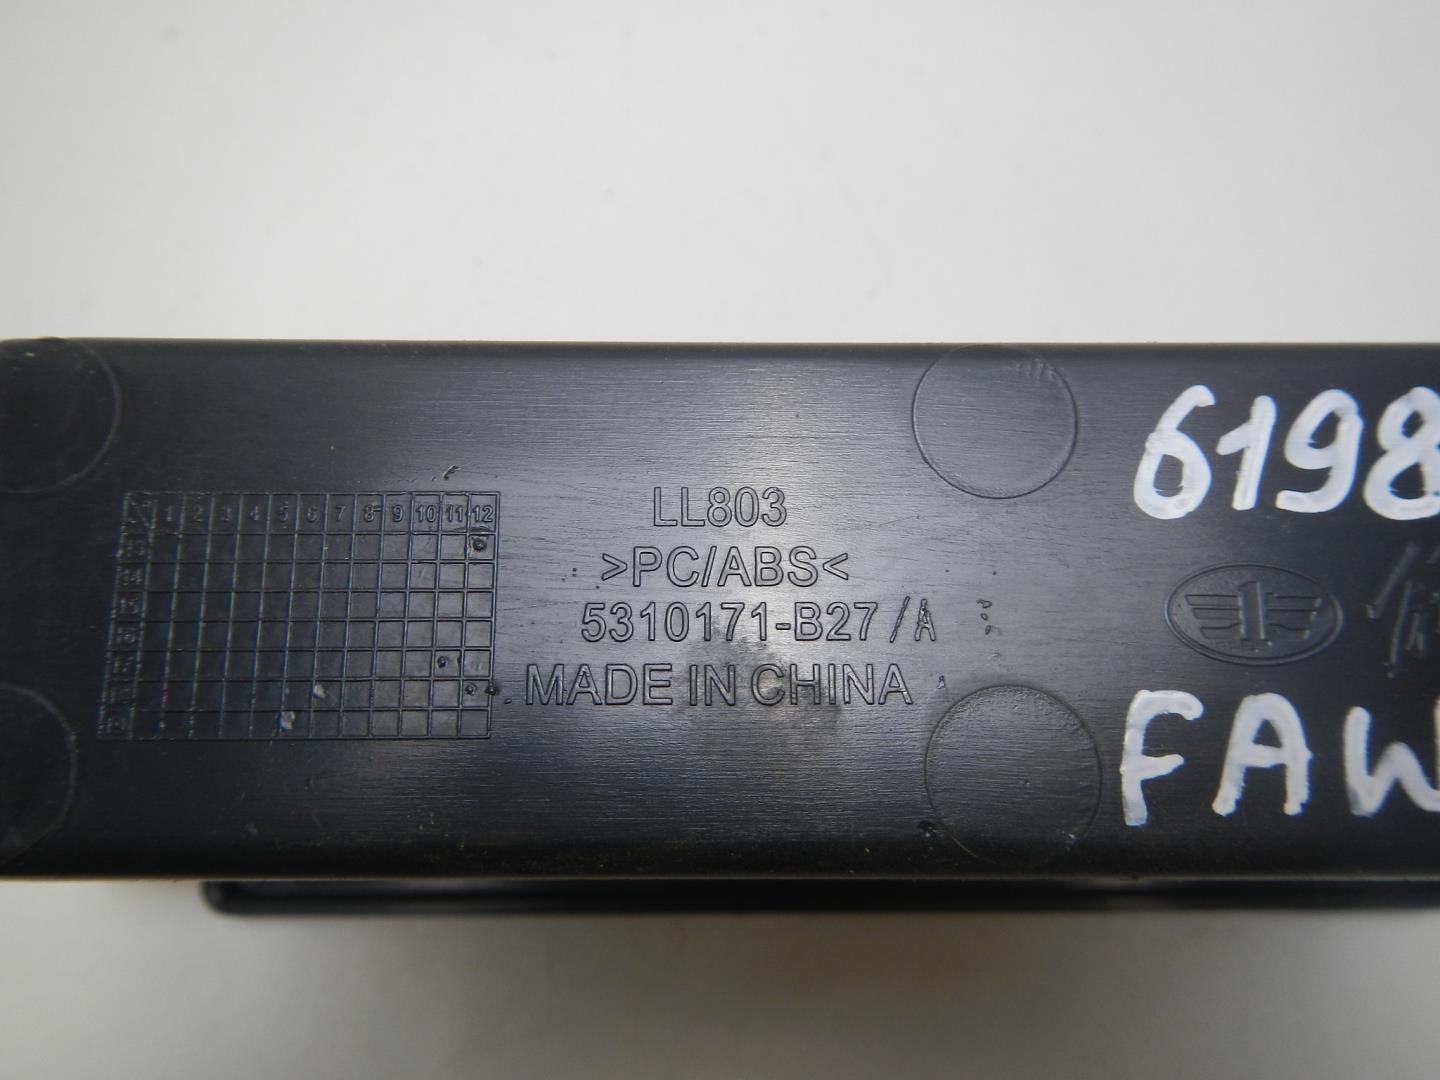 6198
1 2 3 4 5 6 7 8 9 10 11 12
LL803
>PC/ABS<
5310171-B27/A
MADE IN CHINA
1
FAW